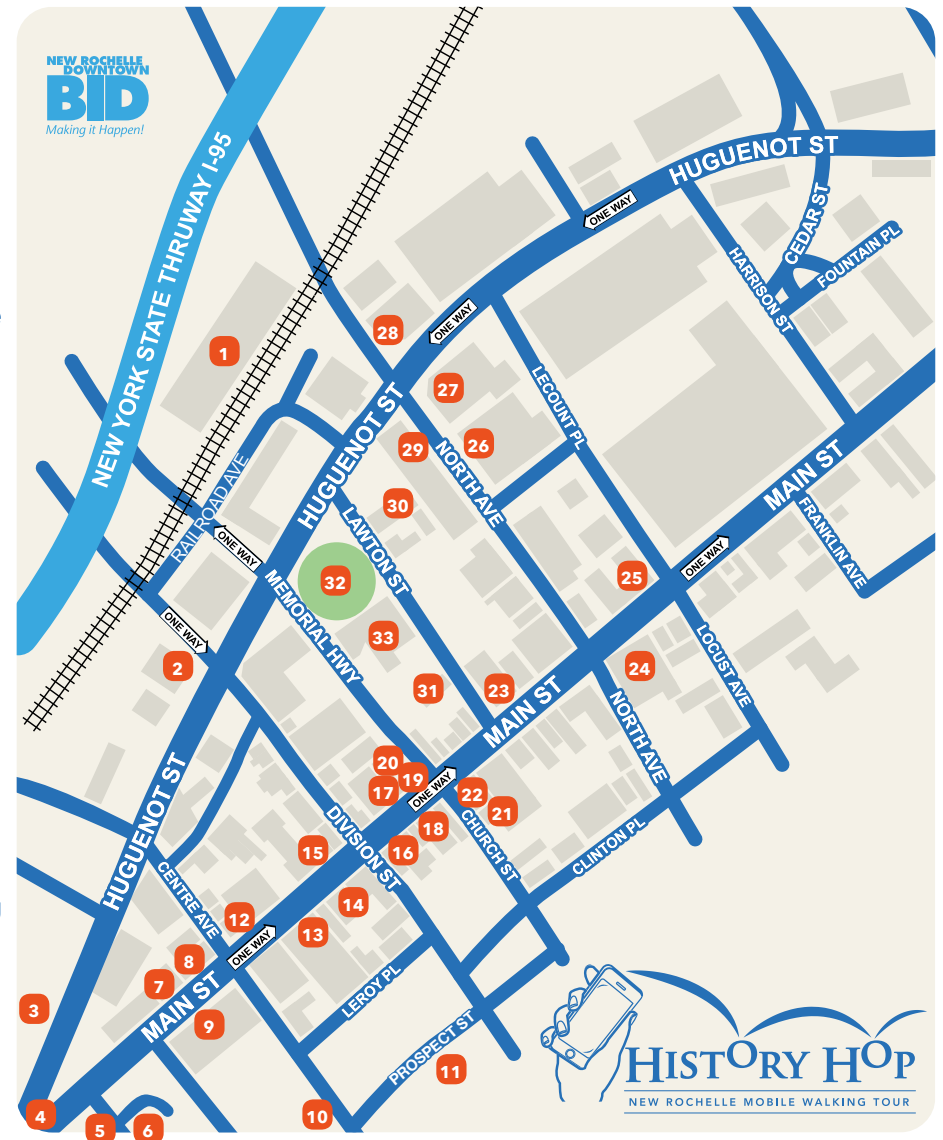 NEW ROCHELLE
DOWNTOWN
BID
Making it Happen!
NEW YORK STATE THRUWAY I-95
HUGUENOT ST
ONE WAY
CEDAR ST
FOUNTAIN PL
HARRISON ST
ONE WAY
28
1
27
LECOUNT PL
HUGUENOT ST
29
26
NORTH AVE
MAIN ST
RAILROAD AVE
30
LAWTON ST
FRANKLIN AVE
ONE WAY
32
MEMORIAL HWY
25
ONE WAY
ONE WAY
33
2
24
LOCUST AVE
31
23
MAIN ST
NORTH AVE
HUGUENOT ST
20
19
17
ONE WAY
22
21
18
CHURCH ST
DIVISION ST
15
16
CLINTON PL
CENTRE AVE
14
12
13
ONE WAY
8
7
MAIN ST
9
LEROY PL
3
PROSPECT ST
11
4
5
6
10
HISTORY HOP
NEW ROCHELLE MOBILE WALKING TOUR